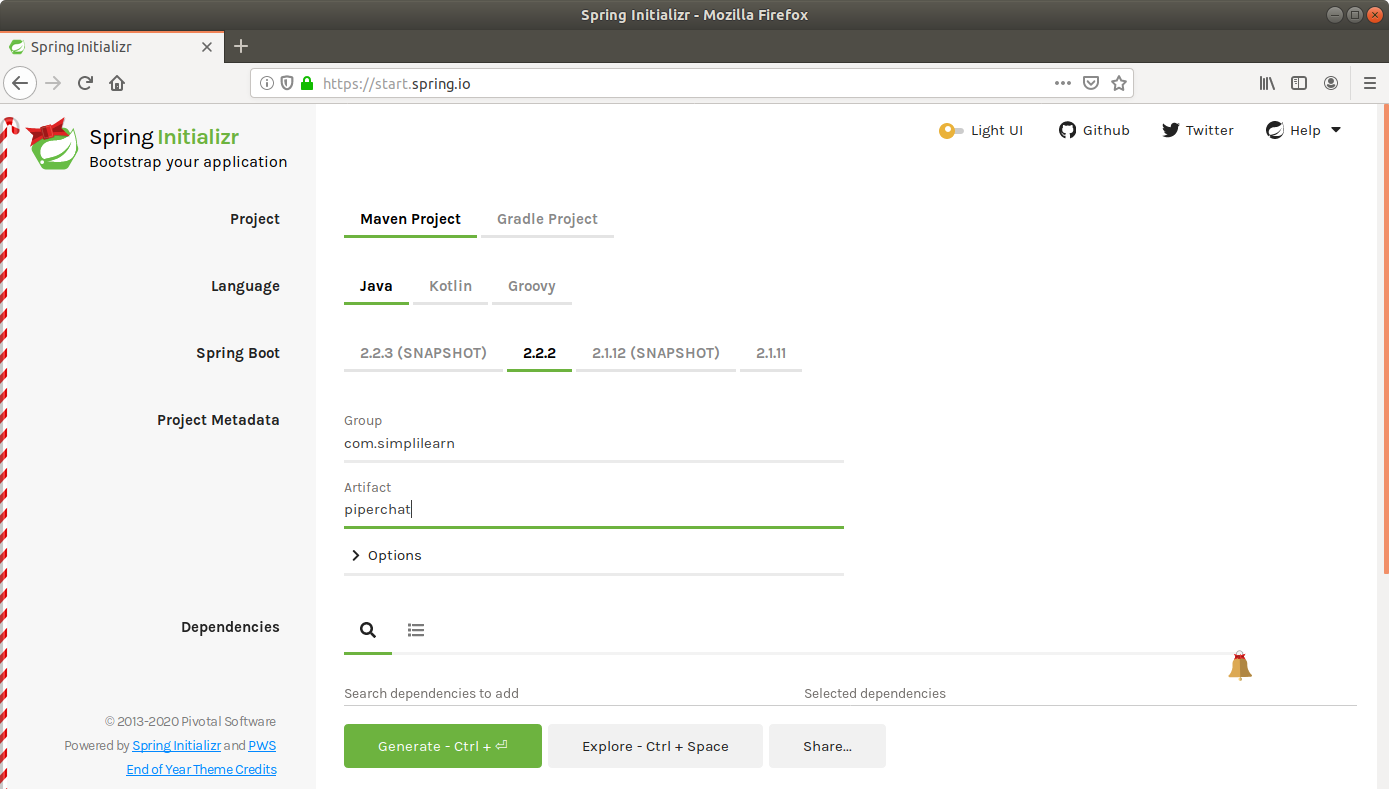 Spring Initializr - Mozilla Firefox
Spring Initializr
https://start.spring.io
Spring Initializr
Bootstrap your application
Light UI
Github
Twitter
Help
Project
Maven Project
Gradle Project
Language
Java
Kotlin
Groovy
Spring Boot
2.2.3 (SNAPSHOT)
2.2.2
2.1.12 (SNAPSHOT)
2.1.11
Project Metadata
Group
com.simplilearn
Artifact
piperchat
Options
Dependencies
Search dependencies to add
Selected dependencies
© 2013-2020 Pivotal Software
Powered by Spring Initializr and PWS
End of Year Theme Credits
Generate - Ctrl + ⏎
Explore - Ctrl + Space
Share...